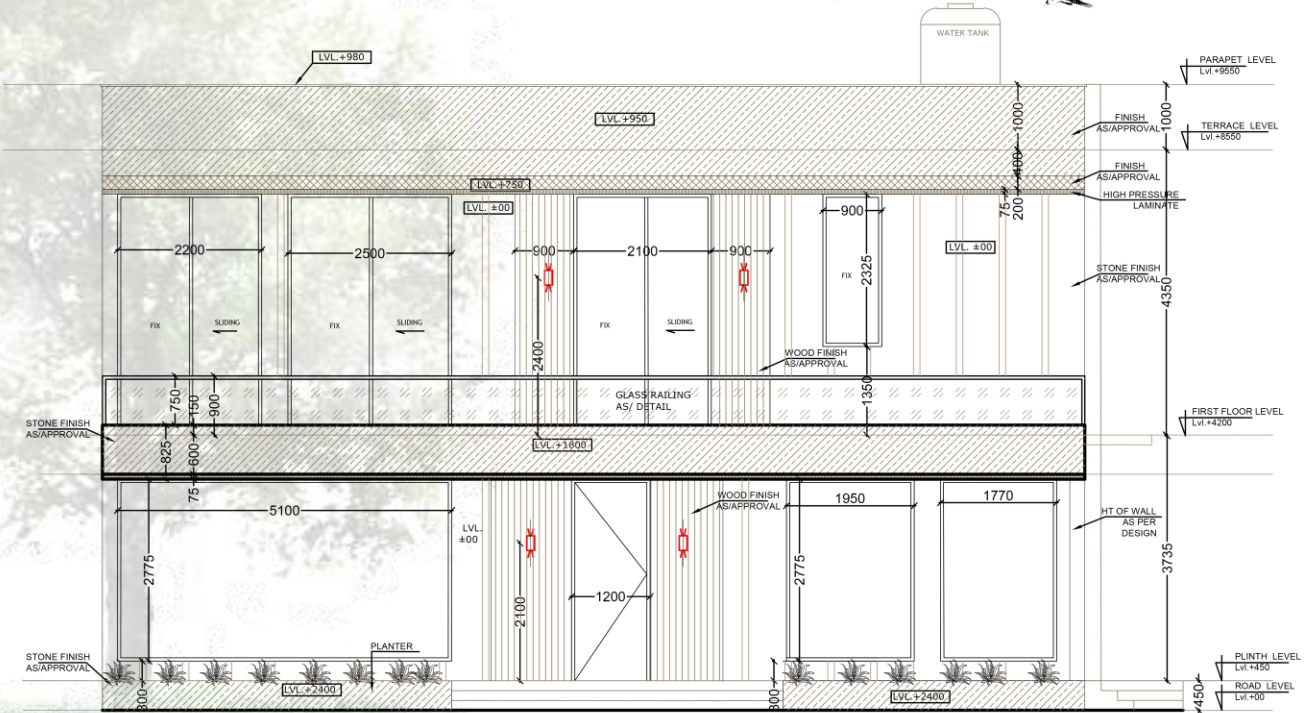 WATER TANK
LVL.+980
PARAPET LEVEL
Lvl.+9550
LVL.+950
1000
1000
FINISH
AS/APPROVAL
TERRACE LEVEL
Lvl.+8550
400
FINISH
AS/APPROVAL
LVL.+750
HIGH PRESSURE
LAMINATE
75
200
LVL. ±00
900
2200
2500
900
2100
900
LVL. ±00
FIX
2325
STONE FINISH
AS/APPROVAL
4350
FIX
SLIDING
FIX
SLIDING
FIX
SLIDING
2400
WOOD FINISH
AS/APPROVAL
1350
750
150
900
GLASS RAILING
AS/ DETAIL
STONE FINISH
AS/APPROVAL
FIRST FLOOR LEVEL
Lvl.+4200
825
600
75
LVL.+1800
5100
WOOD FINISH
AS/APPROVAL
1950
1770
LVL.
±00
HT OF WALL
AS PER
DESIGN
2775
2775
3735
1200
2100
STONE FINISH
AS/APPROVAL
PLANTER
PLINTH LEVEL
Lvl.+450
300
LVL.+2400
300
LVL.+2400
450
ROAD LEVEL
Lvl.+00